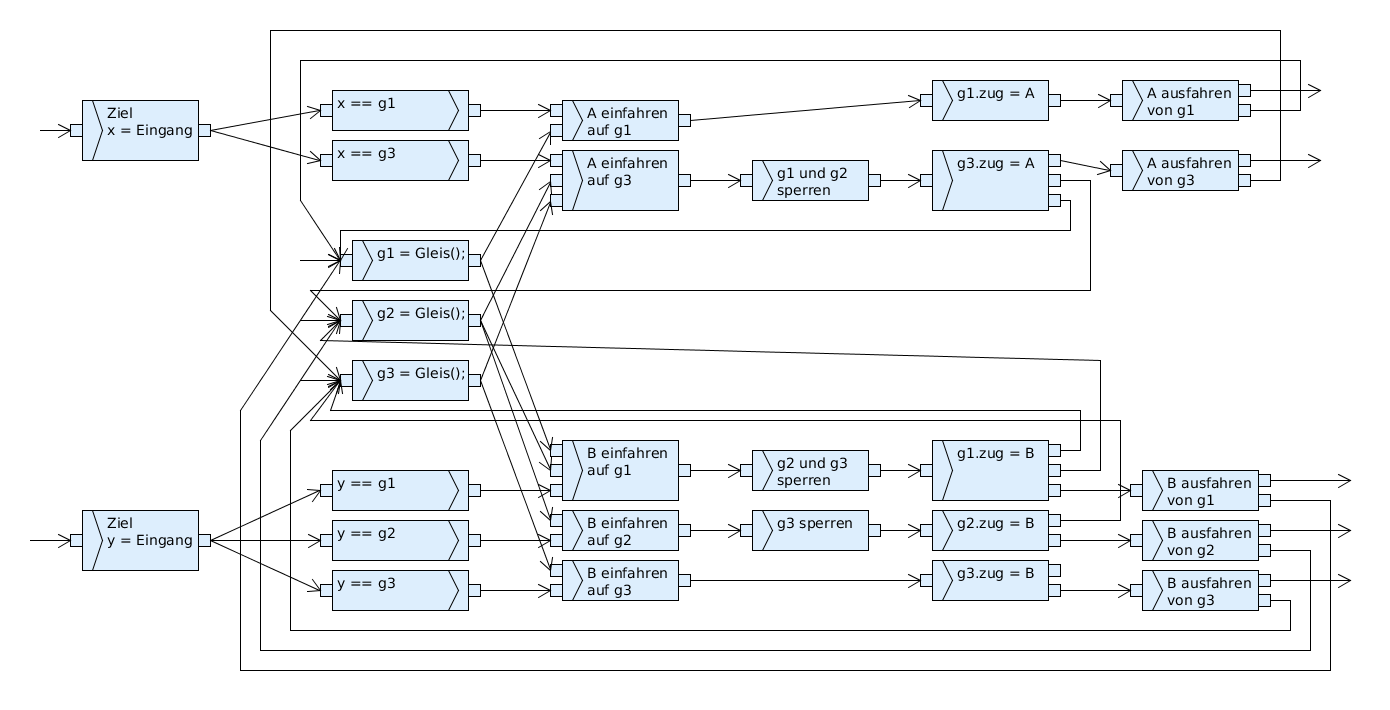 Ziel
x = Eingang
x == g1
x == g3
A einfahren
auf g1
A einfahren
auf g3
g1 und g2
sperren
g1.zug = A
g3.zug = A
A ausfahren
von g1
A ausfahren
von g3
g1 = Gleis();
g2 = Gleis();
g3 = Gleis();
Ziel
y = Eingang
y == g1
y == g2
y == g3
B einfahren
auf g1
B einfahren
auf g2
B einfahren
auf g3
g2 und g3
sperren
g3 sperren
g1.zug = B
g2.zug = B
g3.zug = B
B ausfahren
von g1
B ausfahren
von g2
B ausfahren
von g3